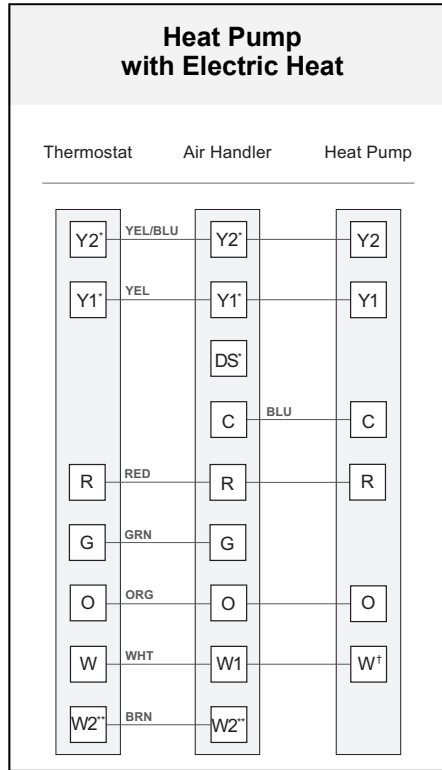 Heat Pump
with Electric Heat
Thermostat Air Handler Heat Pump
Y2* YEL/BLU Y2* Y2
Y1* YEL Y1* Y1
DS*
C BLU C
R RED R R
G GRN G
O ORG O O
W WHT W1 W†
W2** BRN W2**